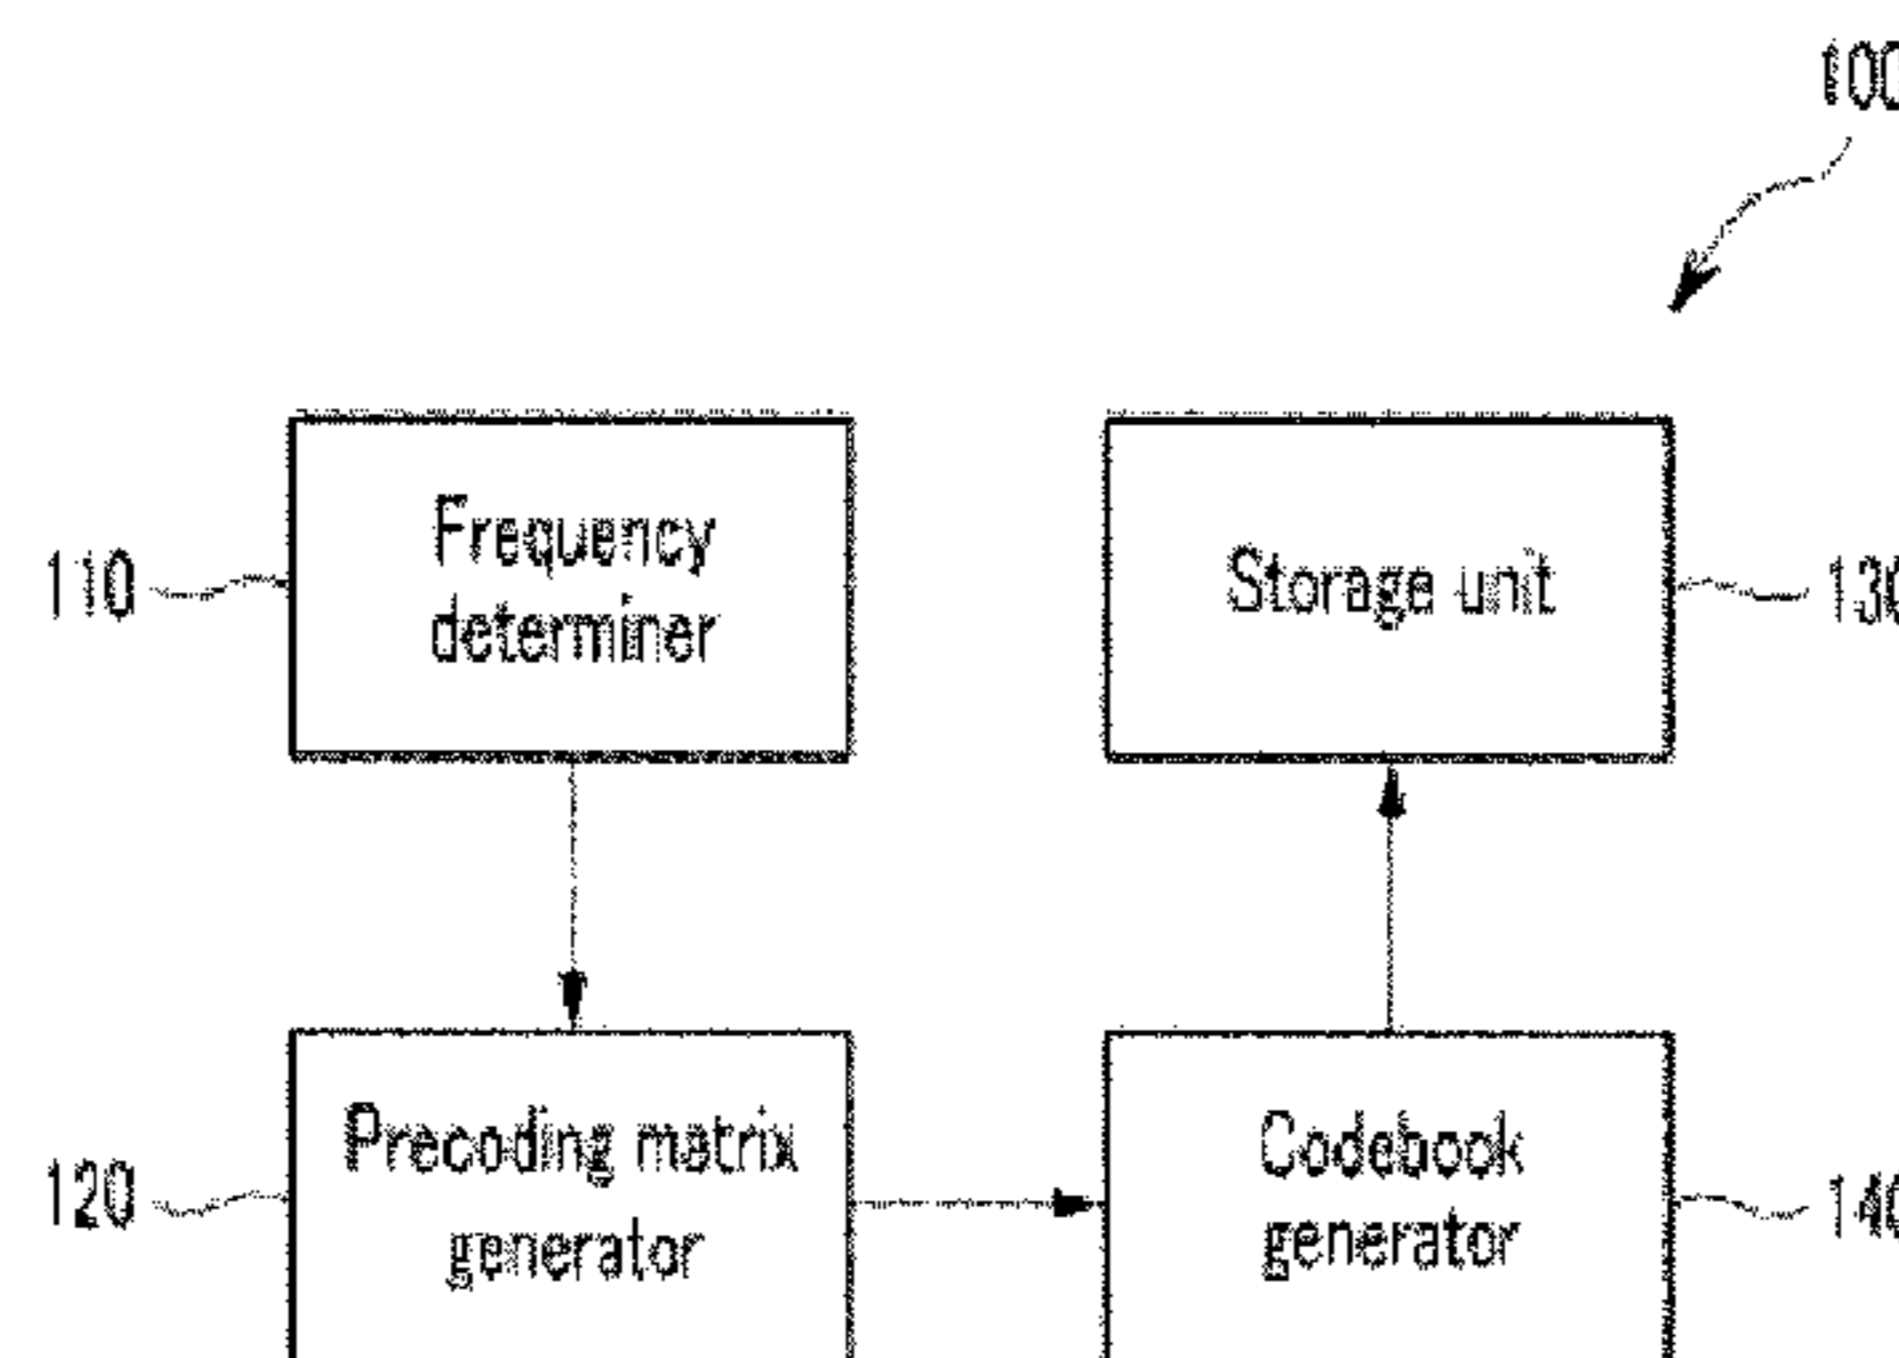 100
Frequency
determiner
110
Storage unit
130
Precoding matrix
generator
120
Codebook
generator
140